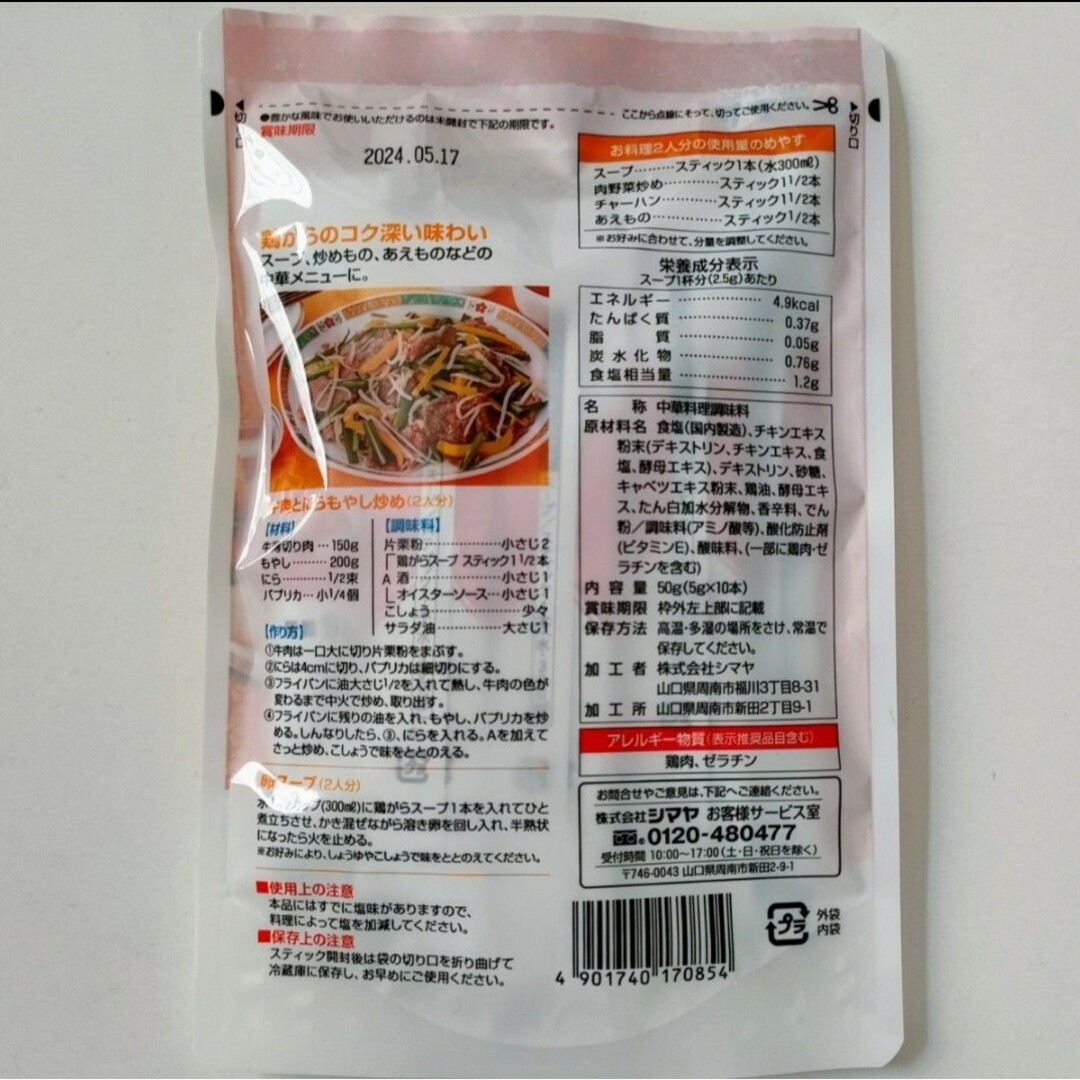 切り口
●豊かな風味でお使いいただけるのは未開封で下記の期限です。
賞味期限
2024.05.17
ここから点線にそって、切ってご使用ください。
切り口
鶏がらのコク深い味わい
スープ、炒めもの、あえものなどの
中華メニューに。
牛肉とにらもやし炒め(2人分)
【材料】
牛薄切り肉…150g
もやし………200g
にら…………1/2束
パプリカ…小1/4個
【調味料】
片栗粉………………小さじ2
鶏がらスープ スティック1 1/2本
A 酒…………………小さじ1
オイスターソース…小さじ1
こしょう………………少々
サラダ油……………大さじ1
【作り方】
①牛肉は一口大に切り片栗粉をまぶす。
②にらは4cmに切り、パプリカは細切りにする。
③フライパンに油大さじ1/2を入れて熱し、牛肉の色が
変わるまで中火で炒め、取り出す。
④フライパンに残りの油を入れ、もやし、パプリカを炒
める。しんなりしたら、③、にらを入れる。Aを加えて
さっと炒め、こしょうで味をととのえる。
卵スープ(2人分)
(300㎖)に鶏がらスープ1本を入れてひと
煮立ちさせ、かき混ぜながら溶き卵を回し入れ、半熟状
になったら火を止める。
※お好みにより、しょうゆやこしょうで味をととのえてください。
■使用上の注意
本品にはすでに塩味がありますので、
料理によって塩を加減してください。
■保存上の注意
スティック開封後は袋の切り口を折り曲げて
冷蔵庫に保存し、お早めにご使用ください。
お料理2人分の使用量のめやす
スープ………スティック1本(水300㎖)
肉野菜炒め…………スティック1 1/2本
チャーハン…………スティック1 1/2本
あえもの……………スティック1/2本
※お好みに合わせて、分量を調整してください。
栄養成分表示
スープ1杯分(2.5g)あたり
エネルギー………………4.9kcal
たんぱく質………………0.37g
脂質………………0.05g
炭水化物………………0.76g
食塩相当量………………1.2g
名称 中華料理調味料
原材料名 食塩(国内製造)、チキンエキス
粉末(デキストリン、チキンエキス、食
塩、酵母エキス)、デキストリン、砂糖、
キャベツエキス粉末、鶏油、酵母エキ
ス、たん白加水分解物、香辛料、でん
粉/調味料(アミノ酸等)、酸化防止剤
(ビタミンE)、酸味料、(一部に鶏肉・ゼ
ラチンを含む)
内容量 50g(5g×10本)
賞味期限 枠外左上部に記載
保存方法 高温・多湿の場所をさけ、常温で
保存してください。
加工者 株式会社シマヤ
山口県周南市福川3丁目8-31
加工所 山口県周南市新田2丁目9-1
アレルギー物質(表示推奨品目含む)
鶏肉、ゼラチン
お問合せやご意見は、下記へご連絡ください。
株式会社シマヤ お客様サービス室
0120-480477
受付時間 10:00〜17:00(土・日・祝日を除く)
〒746-0043 山口県周南市新田2-9-1
プラ
外袋
内袋
4 901740 170854